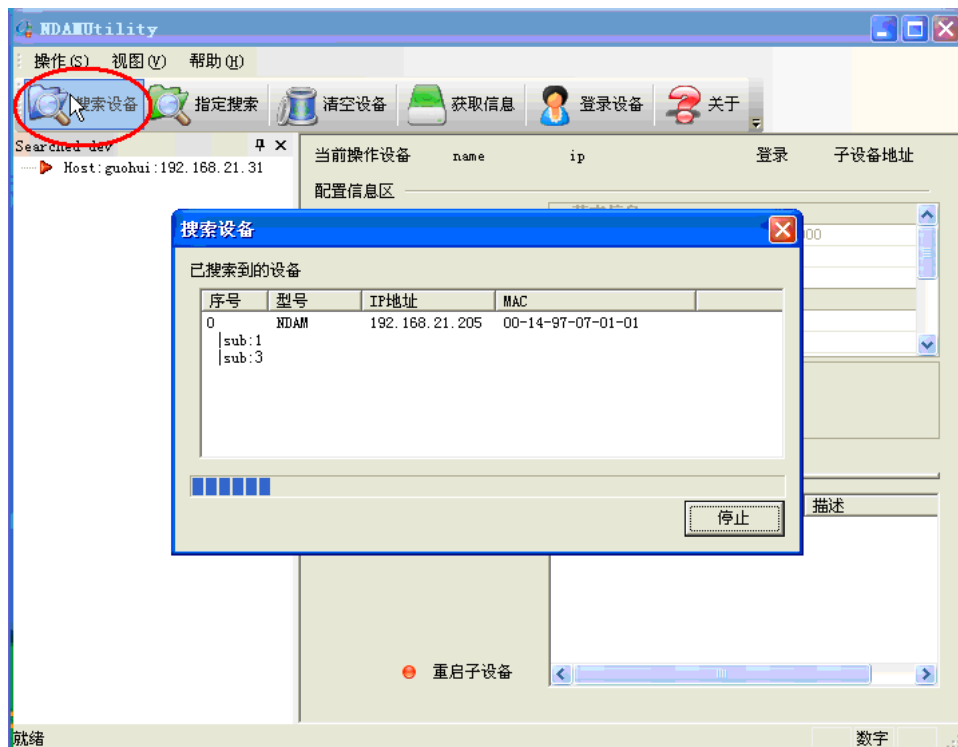 NDAMUtility
操作(S) 视图(V) 帮助(H)
搜索设备 指定搜索 清空设备 获取信息 登录设备 关于
Searched dev
Host:guohui:192.168.21.31
当前操作设备 name ip 登录 子设备地址
配置信息区
搜索设备
已搜索到的设备
序号 型号 IP地址 MAC
0 NDAM 192.168.21.205 00-14-97-07-01-01
|sub:1
|sub:3
停止
描述
重启子设备
就绪 数字